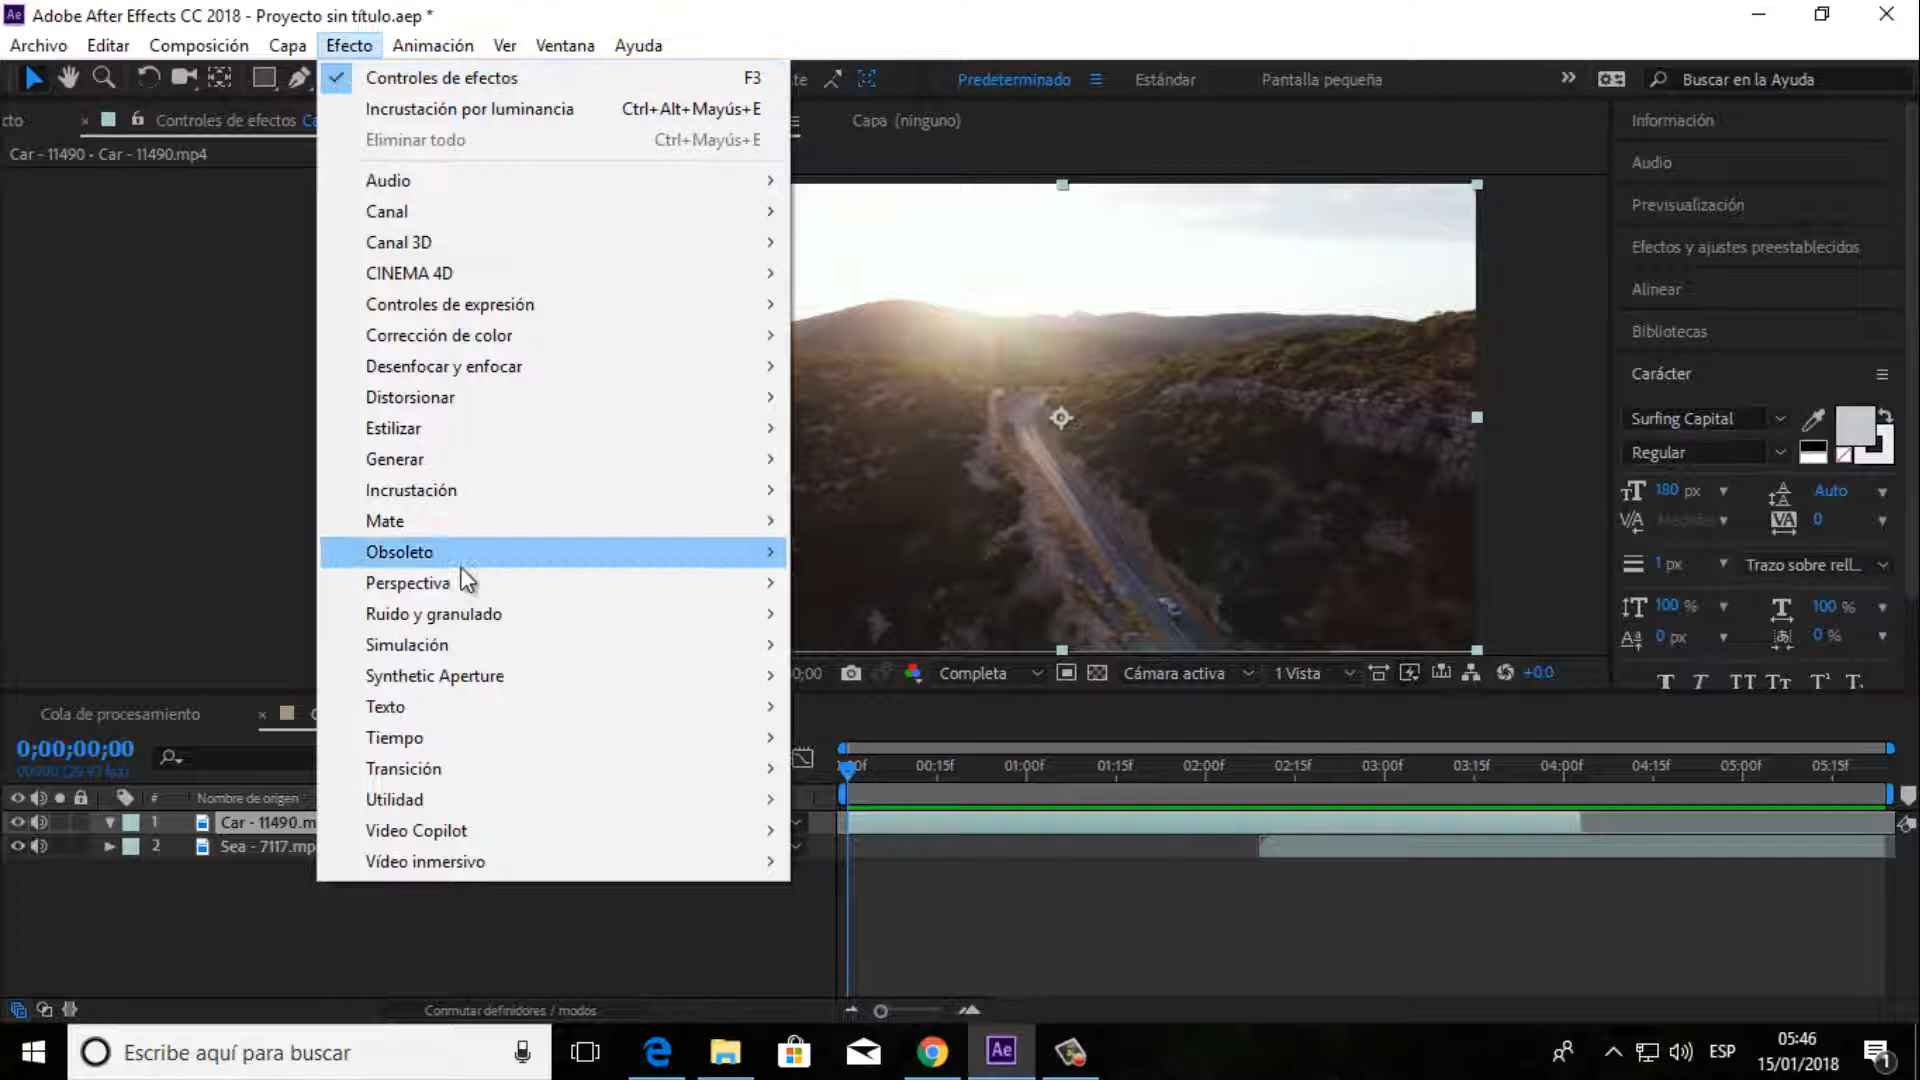 Adobe After Effects CC 2018 - Proyecto sin título.aep *
Archivo Editar Composición Capa Efecto Animación Ver Ventana Ayuda
Predeterminado Estándar Pantalla pequeña Buscar en la Ayuda
Controles de efectos
Car - 11490 - Car - 11490.mp4
Controles de efectos F3
Incrustación por luminancia Ctrl+Alt+Mayús+E
Eliminar todo Ctrl+Mayús+E
Audio
Canal
Canal 3D
CINEMA 4D
Controles de expresión
Corrección de color
Desenfocar y enfocar
Distorsionar
Estilizar
Generar
Incrustación
Mate
Obsoleto
Perspectiva
Ruido y granulado
Simulación
Synthetic Aperture
Texto
Tiempo
Transición
Utilidad
Video Copilot
Vídeo inmersivo
Capa (ninguno)
Información
Audio
Previsualización
Efectos y ajustes preestablecidos
Alinear
Bibliotecas
Carácter
Surfing Capital
Regular
180 px Auto
0
1 px Trazo sobre rell...
100 % 100 %
0 px 0 %
Completa Cámara activa 1 Vista +0.0
Cola de procesamiento
0;00;00;00
00000 (29.97 fps)
# Nombre de origen
1 Car - 11490.m
2 Sea - 7117.mp
00:15f 01:00f 01:15f 02:00f 02:15f 03:00f 03:15f 04:00f 04:15f 05:00f 05:15f
Conmutar definidores / modos
Escribe aquí para buscar
Ae
ESP
05:46
15/01/2018
1